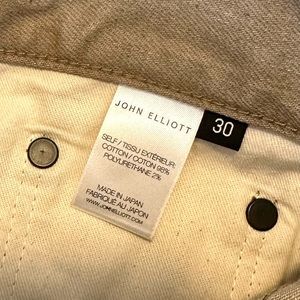 JOHN ELLIOTT
30
SELF / TISSU EXTÉRIEUR:
COTTON / COTON 98%
POLYURETHANE 2%
MADE IN JAPAN
FABRIQUE AU JAPON
WWW.JOHNELLIOTT.COM